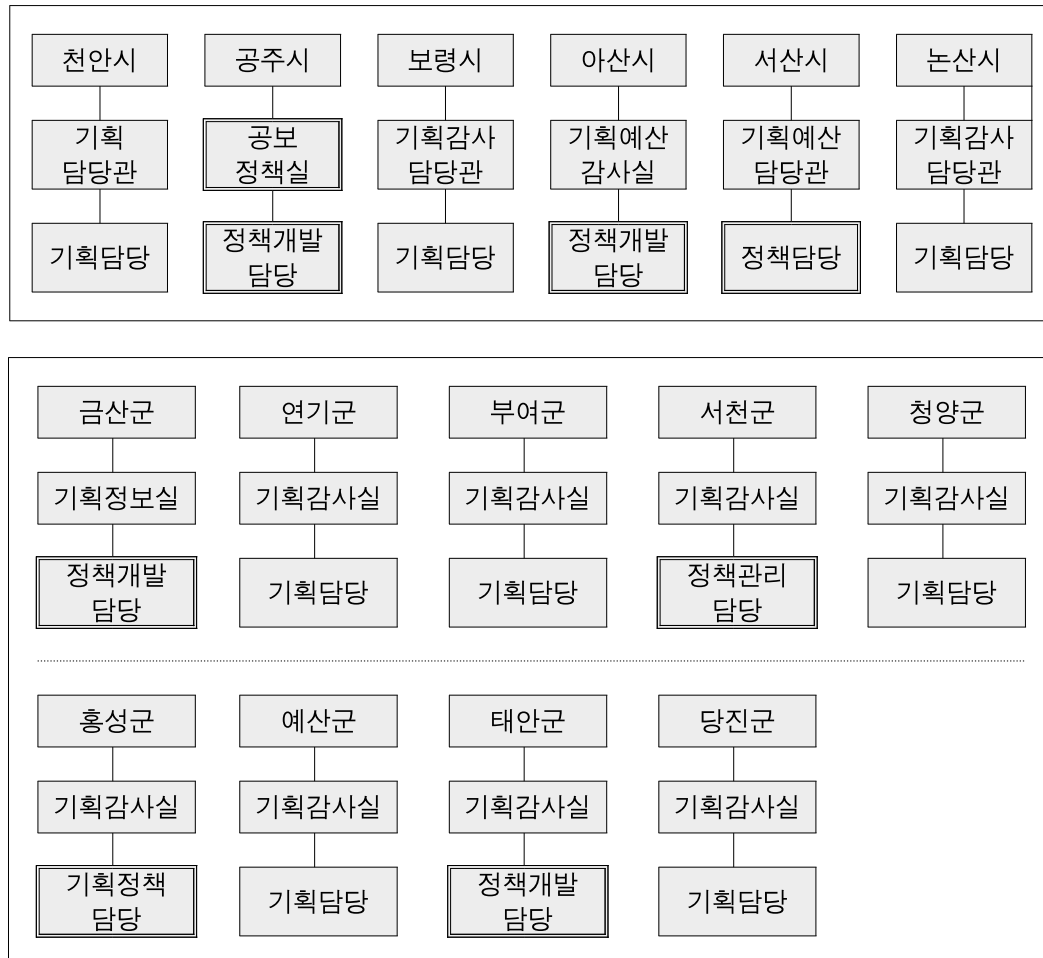 천안시 공주시 보령시 아산시 서산시 논산시
기획 공보 기획감사 기획예산 기획예산 기획감사
담당관 정책실 담당관 감사실 담당관 담당관
기획담당 정책개발 기획담당 정책개발 정책담당 기획담당
담당 담당
금산군 연기군 부여군 서천군 청양군
기획정보실 기획감사실 기획감사실 기획감사실 기획감사실
정책개발 기획담당 기획담당 정책관리 기획담당
담당 담당
홍성군 예산군 태안군 당진군
기획감사실 기획감사실 기획감사실 기획감사실
기획정책 기획담당 정책개발 기획담당
담당 담당